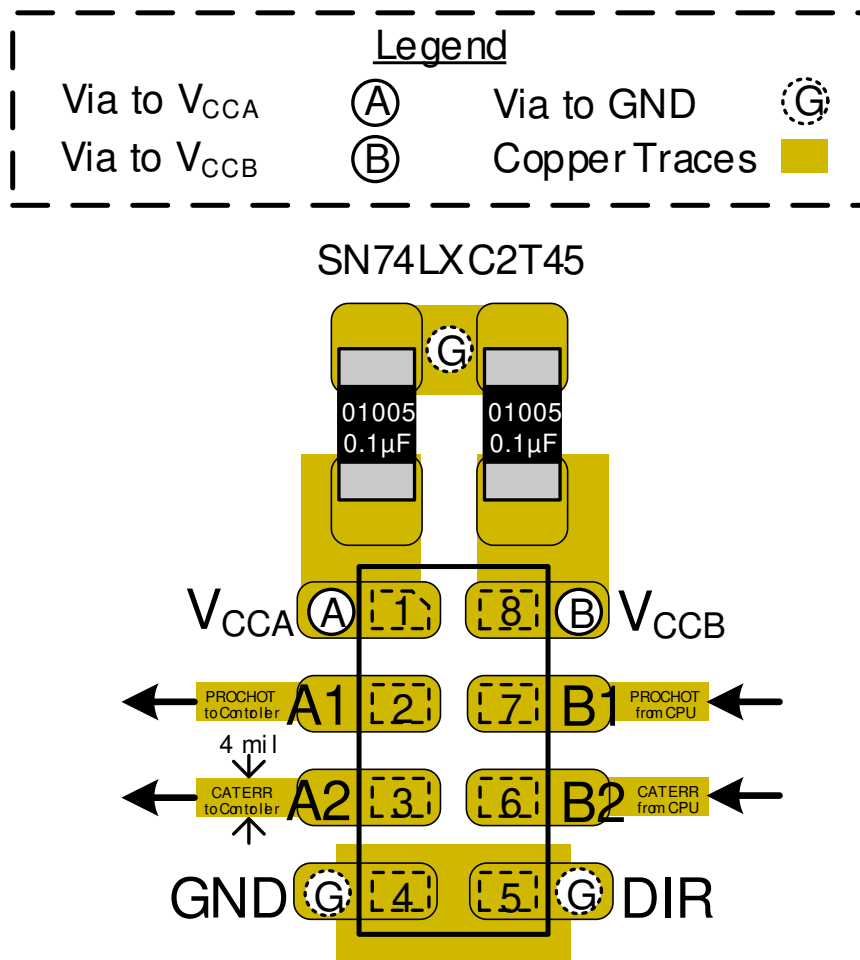 Legend
Via to VCCA A Via to GND G
Via to VCCB B Copper Traces
SN74LXC2T45
G
01005 01005
0.1µF 0.1µF
VCCA A 1 8 B VCCB
PROCHOT to Contoller A1 2 7 B1 PROCHOT from CPU
4 mil
CATERR to Contoller A2 3 6 B2 CATERR from CPU
GND G 4 5 G DIR